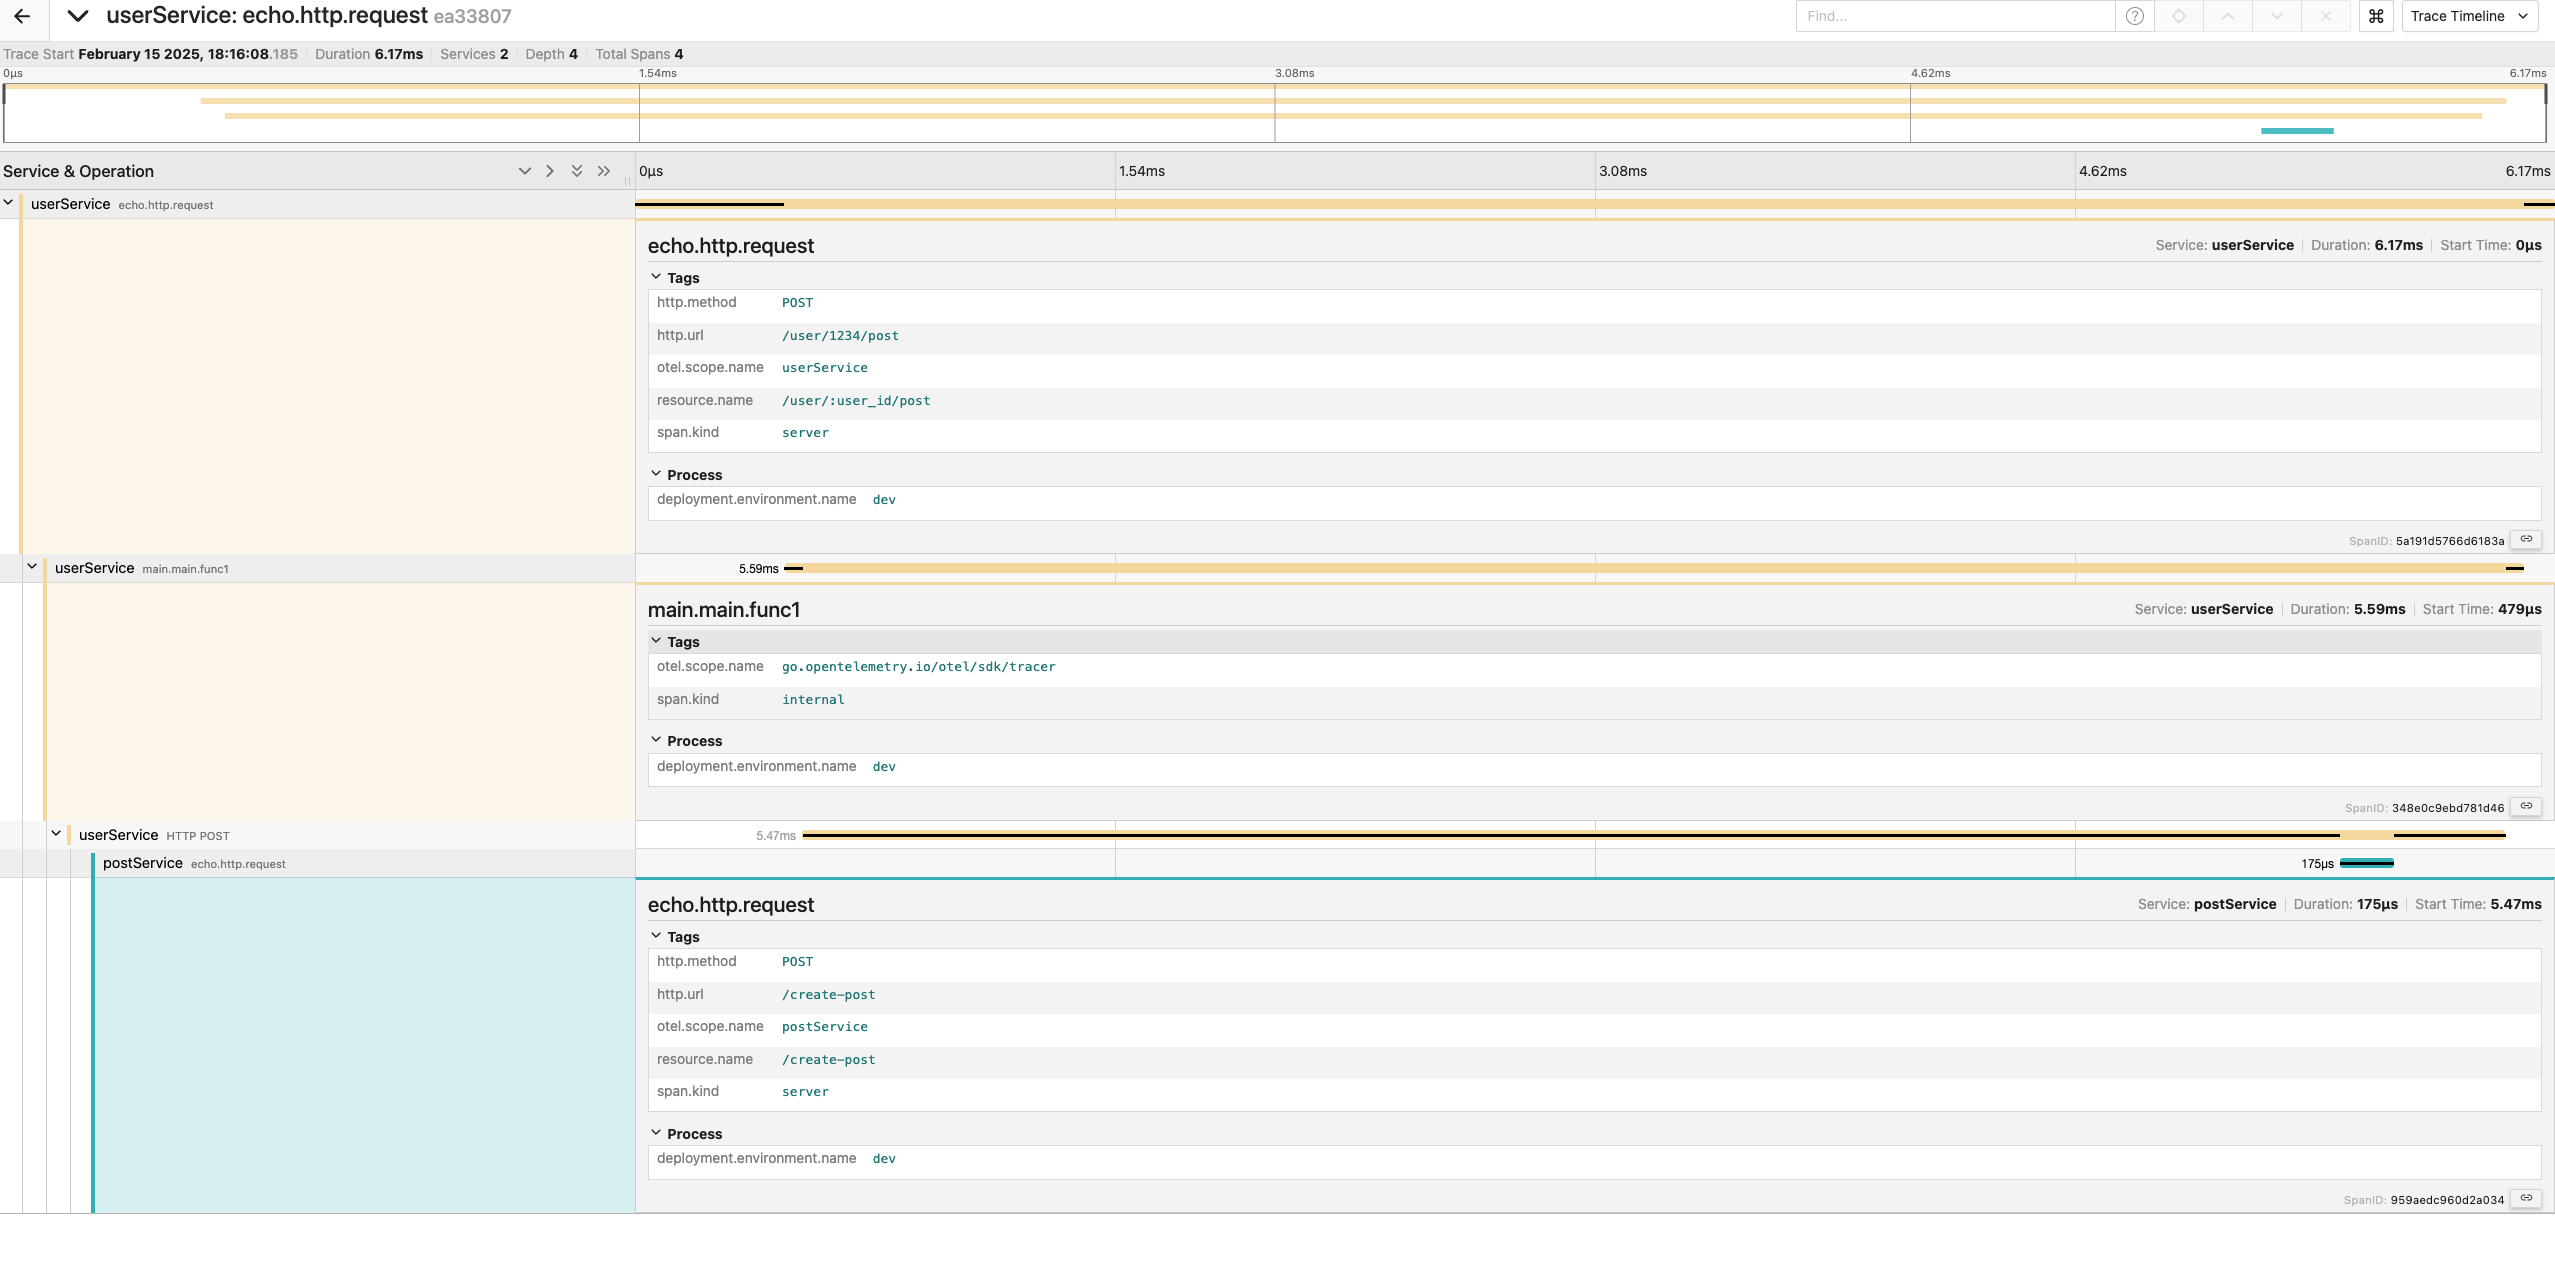 userService: echo.http.request ea33807
Find...
Trace Timeline
Trace Start February 15 2025, 18:16:08.185 Duration 6.17ms Services 2 Depth 4 Total Spans 4
0μs 1.54ms 3.08ms 4.62ms 6.17ms
Service & Operation 0μs 1.54ms 3.08ms 4.62ms 6.17ms
userService echo.http.request
echo.http.request Service: userService Duration: 6.17ms Start Time: 0μs
Tags
http.method POST
http.url /user/1234/post
otel.scope.name userService
resource.name /user/:user_id/post
span.kind server
Process
deployment.environment.name dev
SpanID: 5a191d5766d6183a
userService main.main.func1 5.59ms
main.main.func1 Service: userService Duration: 5.59ms Start Time: 479μs
Tags
otel.scope.name go.opentelemetry.io/otel/sdk/tracer
span.kind internal
Process
deployment.environment.name dev
SpanID: 348e0c9ebd781d46
userService HTTP POST 5.47ms
postService echo.http.request 175μs
echo.http.request Service: postService Duration: 175μs Start Time: 5.47ms
Tags
http.method POST
http.url /create-post
otel.scope.name postService
resource.name /create-post
span.kind server
Process
deployment.environment.name dev
SpanID: 959aedc960d2a034